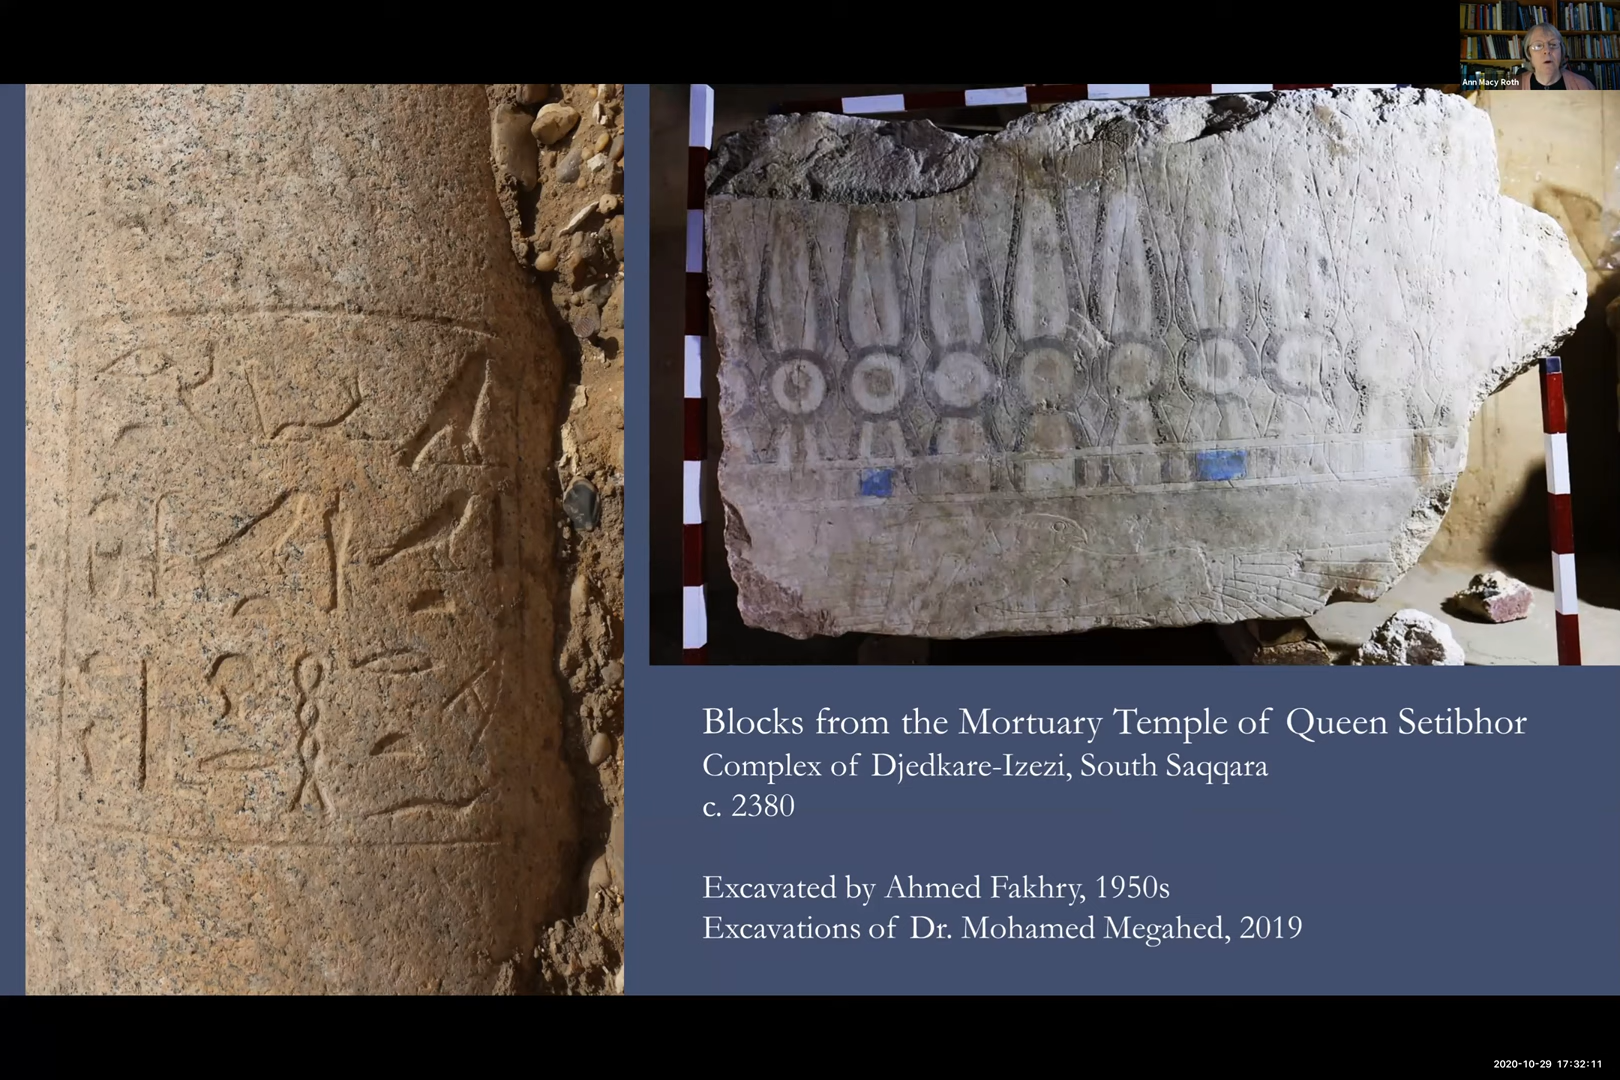 Ann Macy Roth
Blocks from the Mortuary Temple of Queen Setibhor
Complex of Djedkare-Izezi, South Saqqara
c. 2380
Excavated by Ahmed Fakhry, 1950s
Excavations of Dr. Mohamed Megahed, 2019
2020-10-29 17:32:11